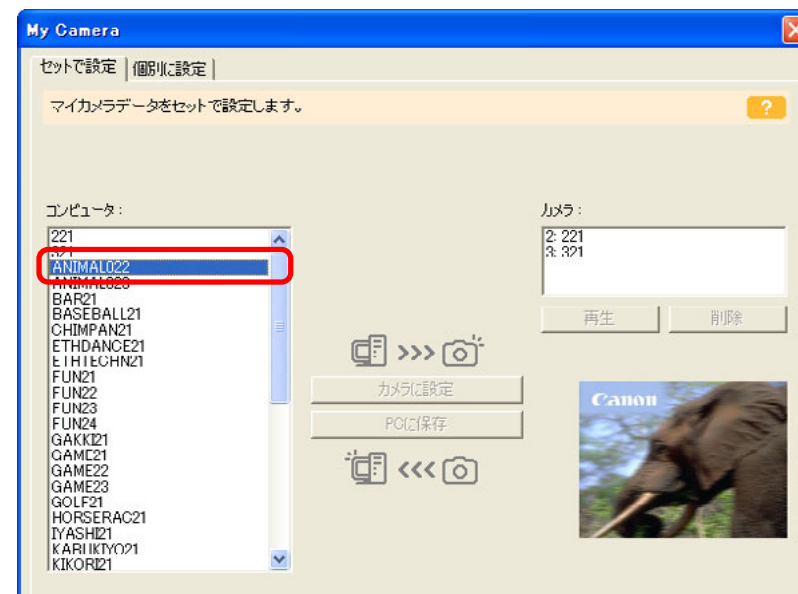 My Camera
セットで設定
個別に設定
マイカメラデータをセットで設定します。
?
コンピュータ:
221
321
ANIMAL022
ANIMAL023
BAR21
BASEBALL21
CHIMPAN21
ETHDANCE21
ETHTECHN21
FUN21
FUN22
FUN23
FUN24
GAKKI21
GAME21
GAME22
GAME23
GOLF21
HORSERAC21
IYASHI21
KABUKIYO21
KIKORI21
>>>
カメラに設定
PCに保存
<<<
カメラ:
2: 221
3: 321
再生
削除
Canon